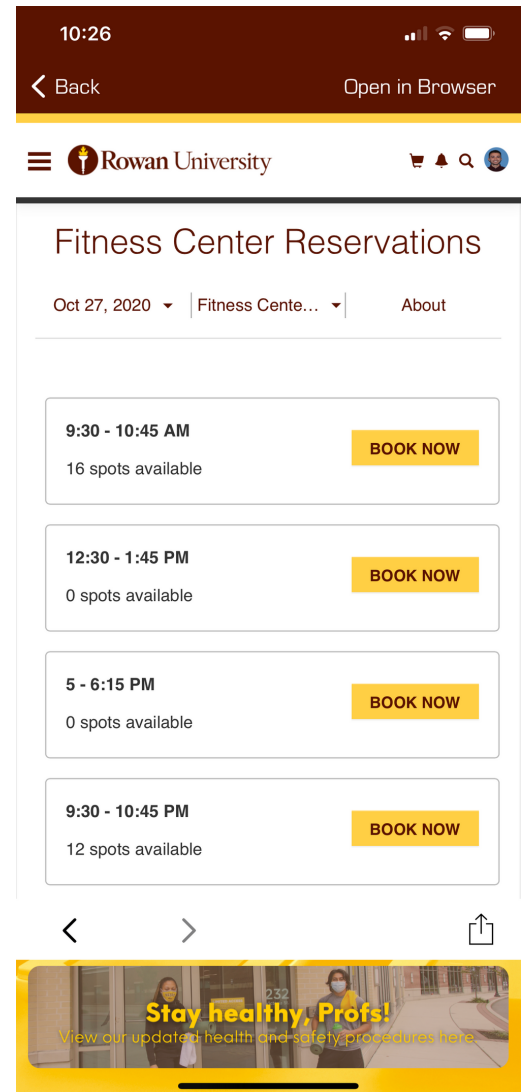 10:26
Back
Open in Browser
Rowan University
Fitness Center Reservations
Oct 27, 2020
Fitness Cente...
About
9:30 - 10:45 AM
16 spots available
BOOK NOW
12:30 - 1:45 PM
0 spots available
BOOK NOW
5 - 6:15 PM
0 spots available
BOOK NOW
9:30 - 10:45 PM
12 spots available
BOOK NOW
232
Stay healthy, Profs!
View our updated health and safety procedures here